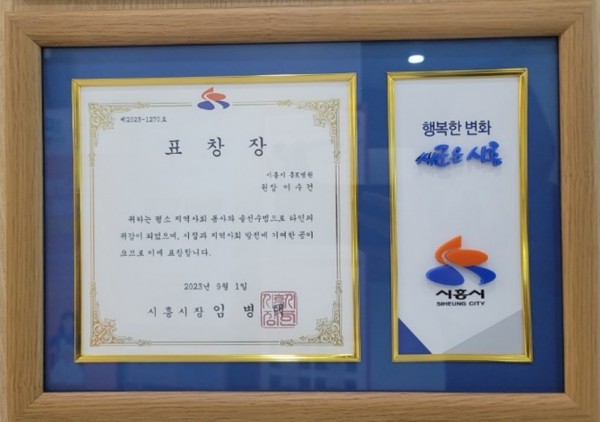 제2023-1270호
표 창 장
시흥시
원장 이 수 건
귀하는 평소 지역사회 봉사와 솔선수범으로 타인의
귀감이 되었으며, 시정과 지역사회 발전에 기여한 공이
크므로 이에 표창합니다.
2023년 9월 1일
시 흥 시 장 임 병 택
행복한 변화
새로운 시흥
시흥시
SIHEUNG CITY